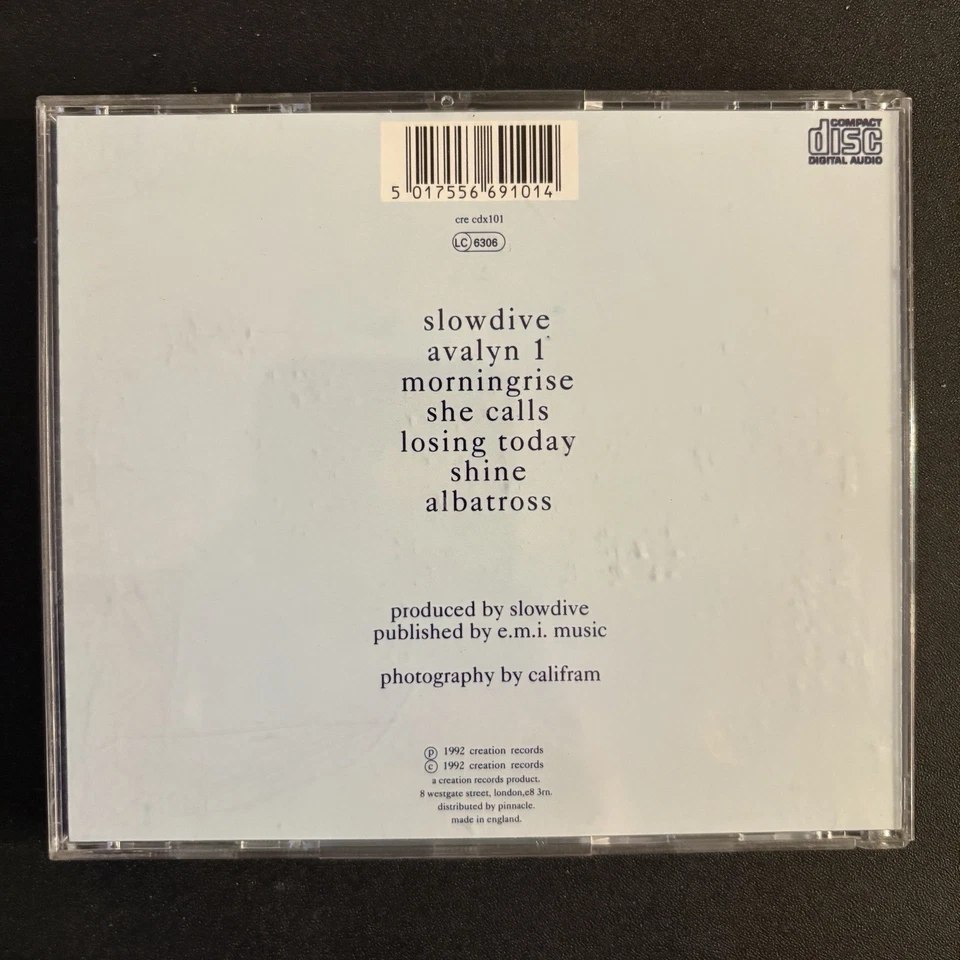 COMPACT
disc
DIGITAL AUDIO
5 017556 691014
cre cdx101
LC 6306
slowdive
avalyn 1
morningrise
she calls
losing today
shine
albatross
produced by slowdive
published by e.m.i. music
photography by califram
℗ 1992 creation records
© 1992 creation records
a creation records product.
8 westgate street, london,e8 3rn.
distributed by pinnacle.
made in england.